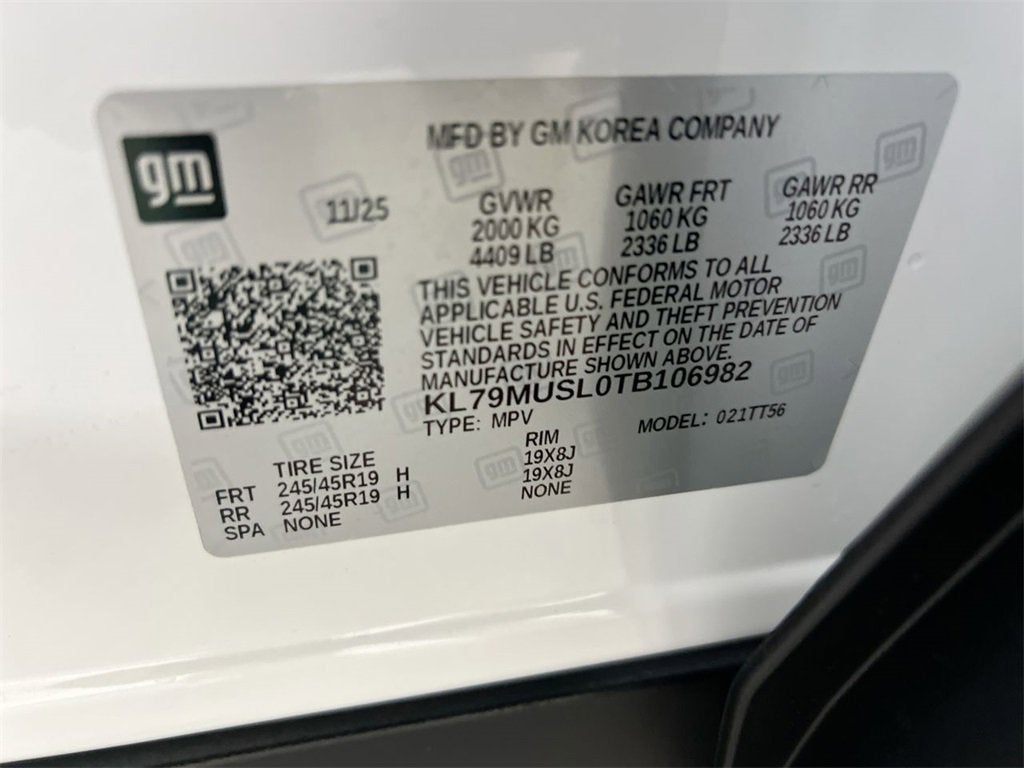 gm
MFD BY GM KOREA COMPANY
11/25
GVWR GAWR FRT GAWR RR
2000 KG 1060 KG 1060 KG
4409 LB 2336 LB 2336 LB
THIS VEHICLE CONFORMS TO ALL
APPLICABLE U.S. FEDERAL MOTOR
VEHICLE SAFETY AND THEFT PREVENTION
STANDARDS IN EFFECT ON THE DATE OF
MANUFACTURE SHOWN ABOVE.
KL79MUSL0TB106982
TYPE: MPV MODEL: 021TT56
TIRE SIZE RIM
FRT 245/45R19 H 19X8J
RR 245/45R19 H 19X8J
SPA NONE NONE